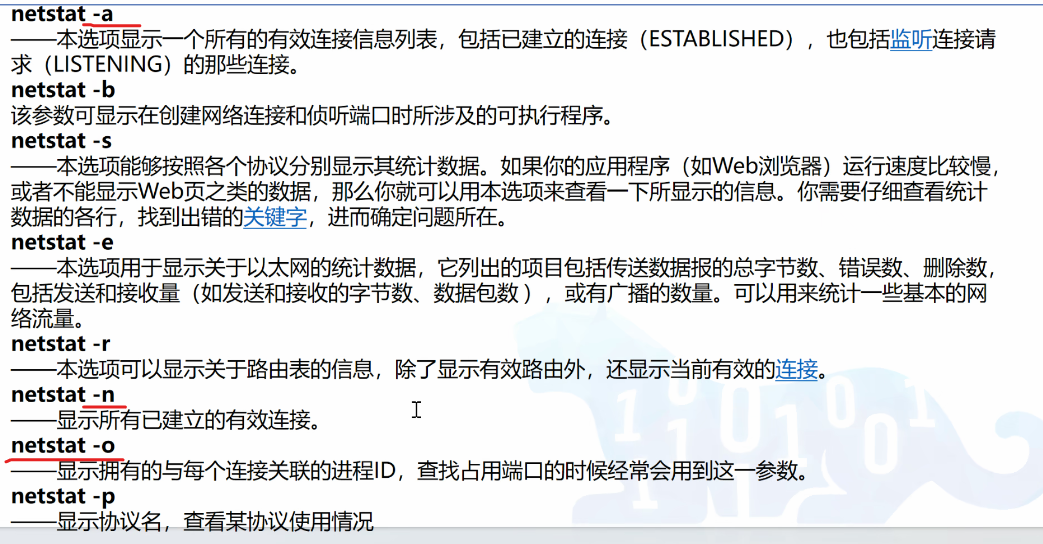 netstat -a
——本选项显示一个所有的有效连接信息列表，包括已建立的连接（ESTABLISHED），也包括监听连接请
求（LISTENING）的那些连接。
netstat -b
该参数可显示在创建网络连接和侦听端口时所涉及的可执行程序。
netstat -s
——本选项能够按照各个协议分别显示其统计数据。如果你的应用程序（如Web浏览器）运行速度比较慢，
或者不能显示Web页之类的数据，那么你就可以用本选项来查看一下所显示的信息。你需要仔细查看统计
数据的各行，找到出错的关键字，进而确定问题所在。
netstat -e
——本选项用于显示关于以太网的统计数据，它列出的项目包括传送数据报的总字节数、错误数、删除数，
包括发送和接收量（如发送和接收的字节数、数据包数），或有广播的数量。可以用来统计一些基本的网
络流量。
netstat -r
——本选项可以显示关于路由表的信息，除了显示有效路由外，还显示当前有效的连接。
netstat -n
——显示所有已建立的有效连接。
netstat -o
——显示拥有的与每个连接关联的进程ID，查找占用端口的时候经常会用到这一参数。
netstat -p
——显示协议名，查看某协议使用情况